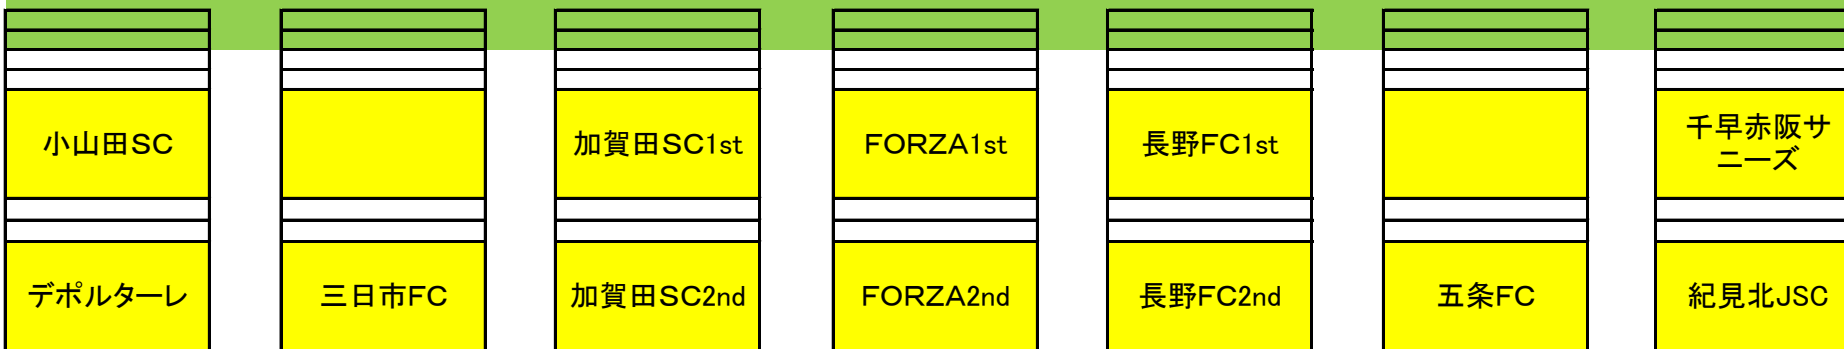 小山田SC
加賀田SC1st
FORZA1st
長野FC1st
千早赤阪サ
ニーズ
デポルターレ
三日市FC
加賀田SC2nd
FORZA2nd
長野FC2nd
五条FC
紀見北JSC